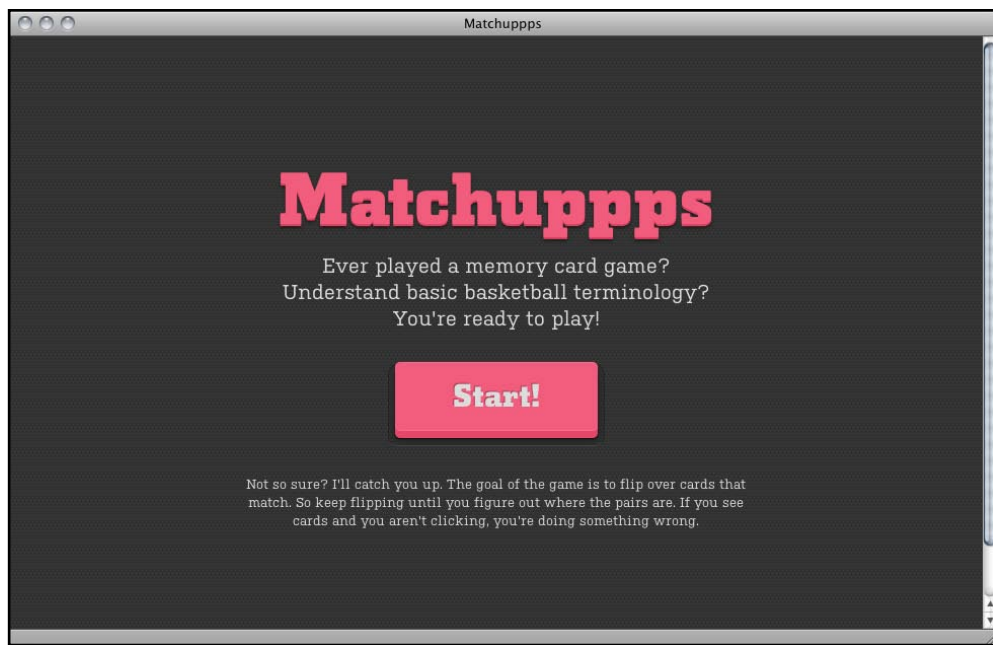 Matchuppps
Matchuppps
Ever played a memory card game?
Understand basic basketball terminology?
You're ready to play!
Start!
Not so sure? I'll catch you up. The goal of the game is to flip over cards that
match. So keep flipping until you figure out where the pairs are. If you see
cards and you aren't clicking, you're doing something wrong.